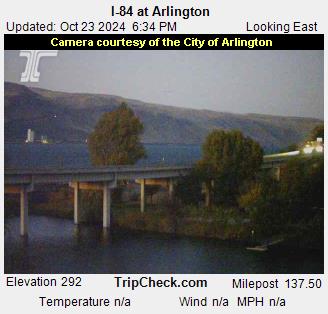 I-84 at Arlington
Updated: Oct 23 2024 6:34 PM Looking East
Camera courtesy of the City of Arlington
Elevation 292 TripCheck.com Milepost 137.50
Temperature n/a Wind n/a MPH n/a